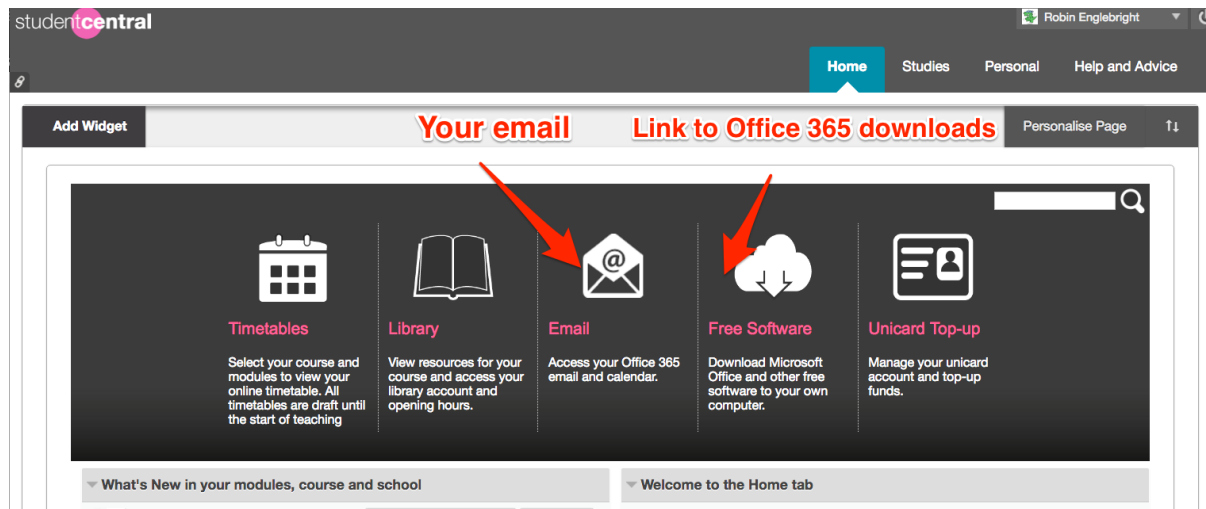 studentcentral
Robin Englebright
Home Studies Personal Help and Advice
Add Widget
Your email
Link to Office 365 downloads
Personalise Page
@
Timetables
Select your course and
modules to view your
online timetable. All
timetables are draft until
the start of teaching
Library
View resources for your
course and access your
library account and
opening hours.
Email
Access your Office 365
email and calendar.
Free Software
Download Microsoft
Office and other free
software to your own
computer.
Unicard Top-up
Manage your unicard
account and top-up
funds.
What's New in your modules, course and school
Welcome to the Home tab